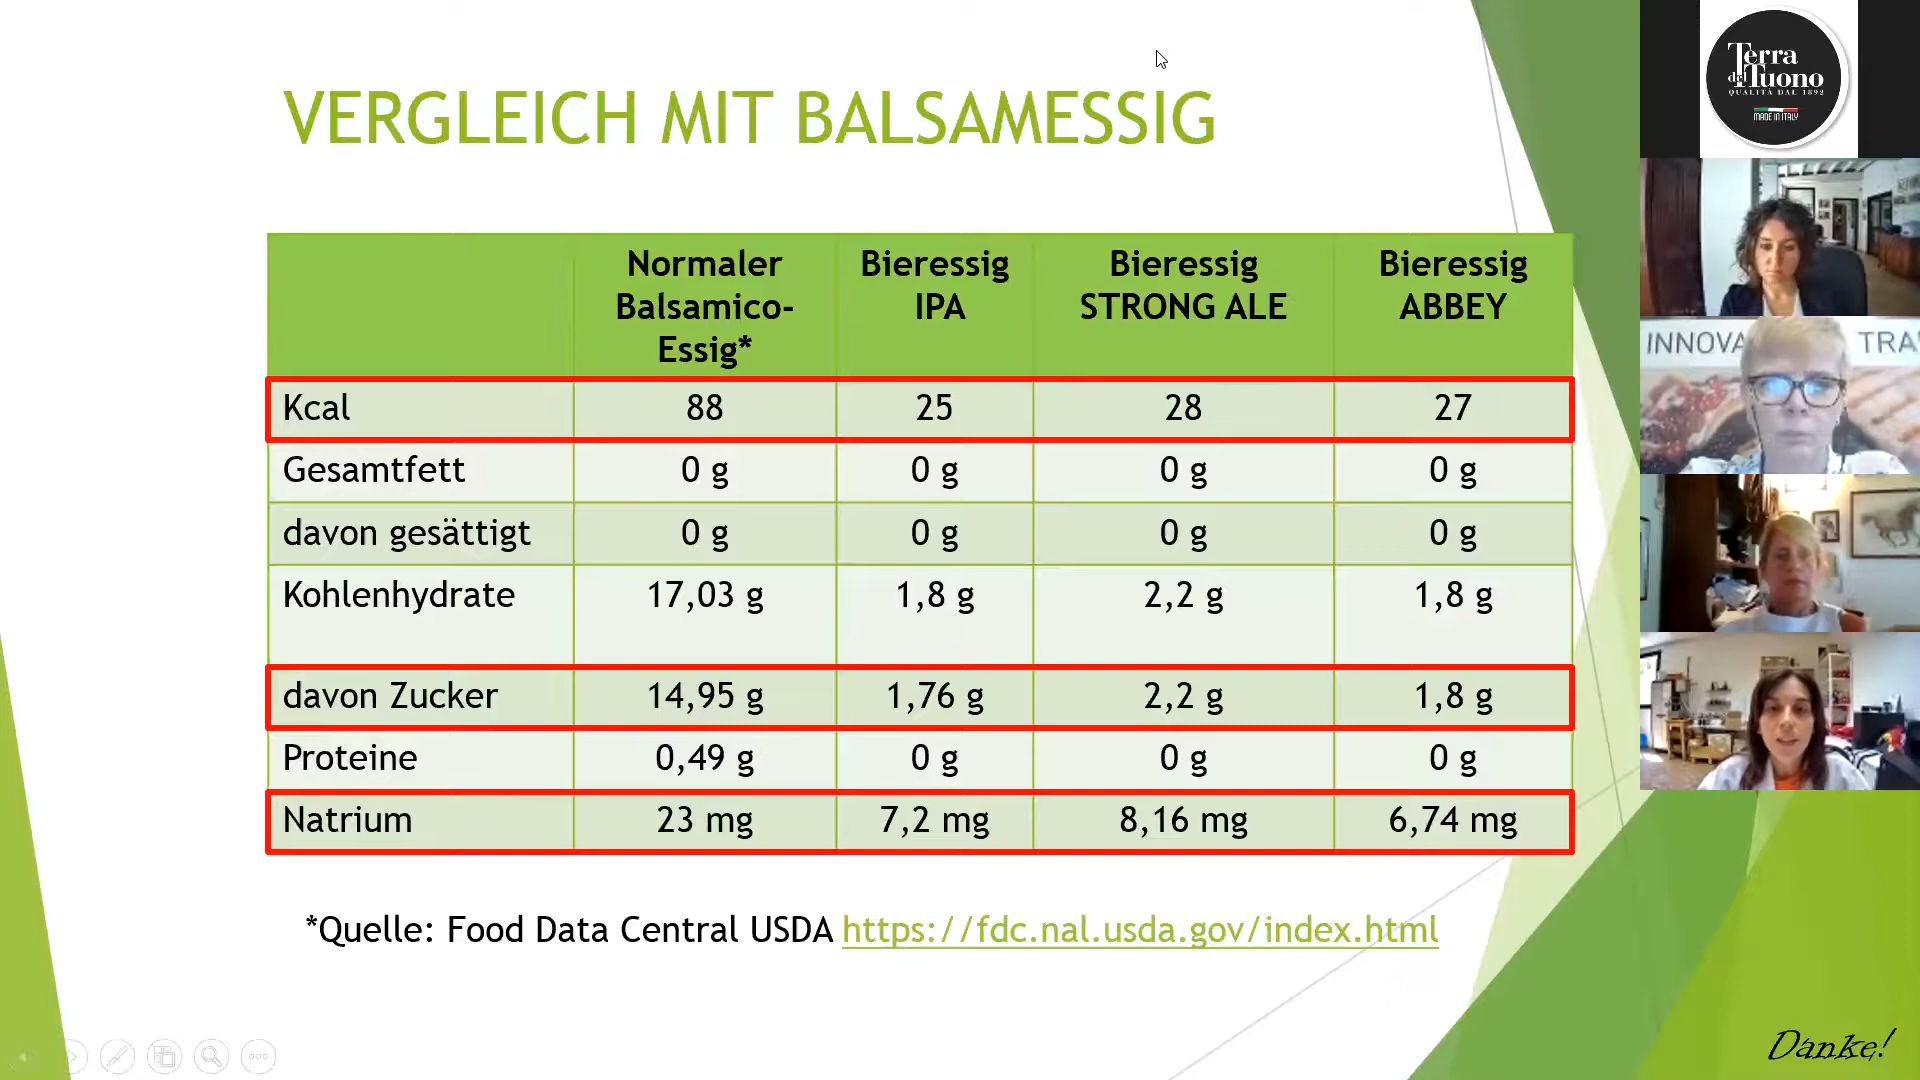 VERGLEICH MIT BALSAMESSIG
Normaler Balsamico-Essig* Bieressig IPA Bieressig STRONG ALE Bieressig ABBEY
Kcal 88 25 28 27
Gesamtfett 0 g 0 g 0 g 0 g
davon gesättigt 0 g 0 g 0 g 0 g
Kohlenhydrate 17,03 g 1,8 g 2,2 g 1,8 g
davon Zucker 14,95 g 1,76 g 2,2 g 1,8 g
Proteine 0,49 g 0 g 0 g 0 g
Natrium 23 mg 7,2 mg 8,16 mg 6,74 mg
*Quelle: Food Data Central USDA https://fdc.nal.usda.gov/index.html
Danke!
Terra
del Tuono
QUALITÀ DAL 1892
MADE IN ITALY
INNOVA TRA